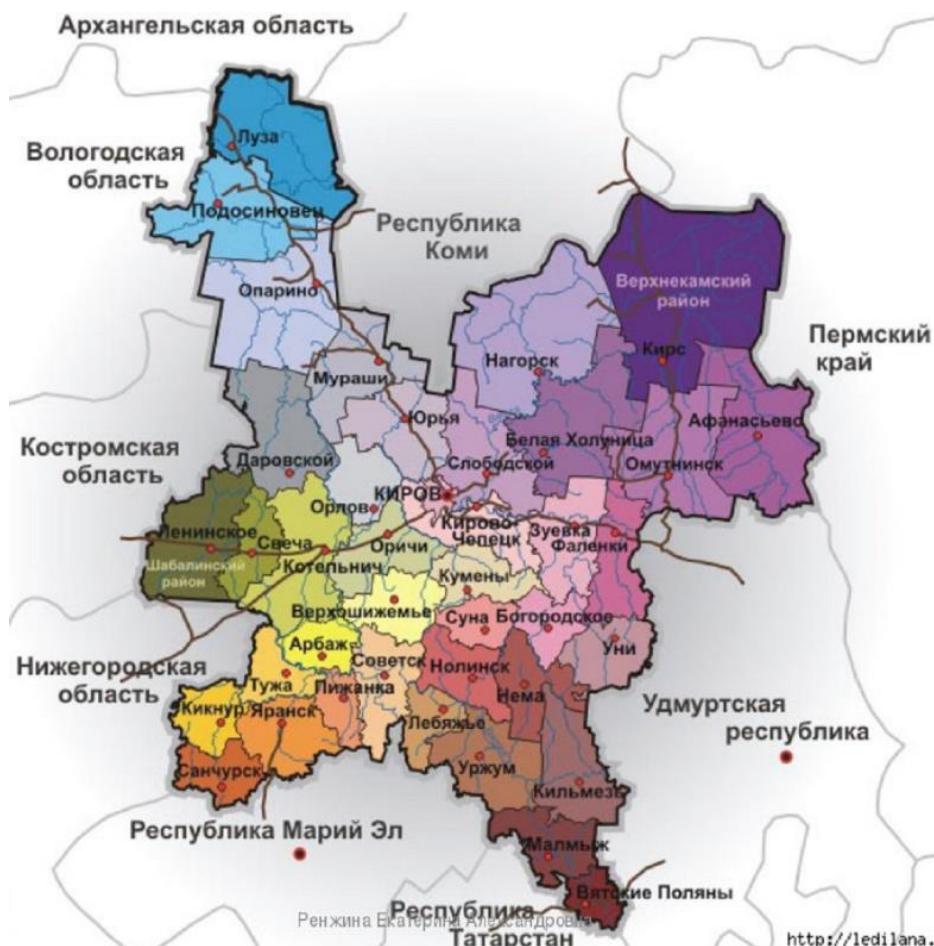 Архангельская область
Луза
Вологодская
область
Подосиновец
Республика
Коми
Опарино
Верхнекамский
район
Пермский
край
Мураши
Нагорск
Кирс
Юрья
Афанасьево
Белая Холуница
Костромская
область
Даровской
Слободской
Омутнинск
КИРОВ
Орлов
Кирово-
Чепецк
Зуевка
Фаленки
Ленинское
Свеча
Оричи
Котельнич
Шабалинский
район
Кумены
Верхошижемье
Суна
Богородское
Арбаж
Уни
Нижегородская
область
Советск
Нолинск
Тужа
Пижанка
Нема
Кикнур
Яранск
Лебяжье
Удмуртская
республика
Санчурск
Уржум
Кильмезь
Республика Марий Эл
Малмыж
Вятские Поляны
Республика
Татарстан
Ренжина Екатерина Александровна
http://ledilana.